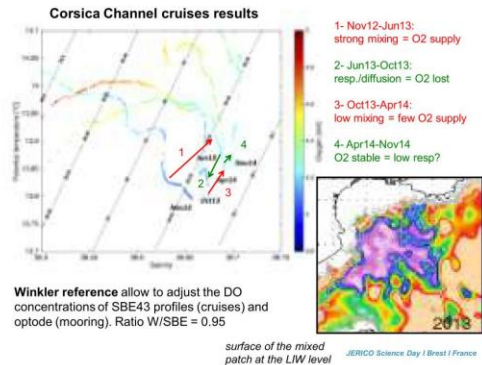 Corsica Channel cruises results
1- Nov12-Jun13:
strong mixing = O2 supply
2- Jun13-Oct13:
resp./diffusion = O2 lost
3- Oct13-Apr14:
low mixing = few O2 supply
4- Apr14-Nov14
O2 stable = low resp?
1
2
3
4
Oct13
Salinity
2013
Winkler reference allow to adjust the DO
concentrations of SBE43 profiles (cruises) and
optode (mooring). Ratio W/SBE = 0.95
surface of the mixed
patch at the LIW level
JERICO Science Day I Brest I France